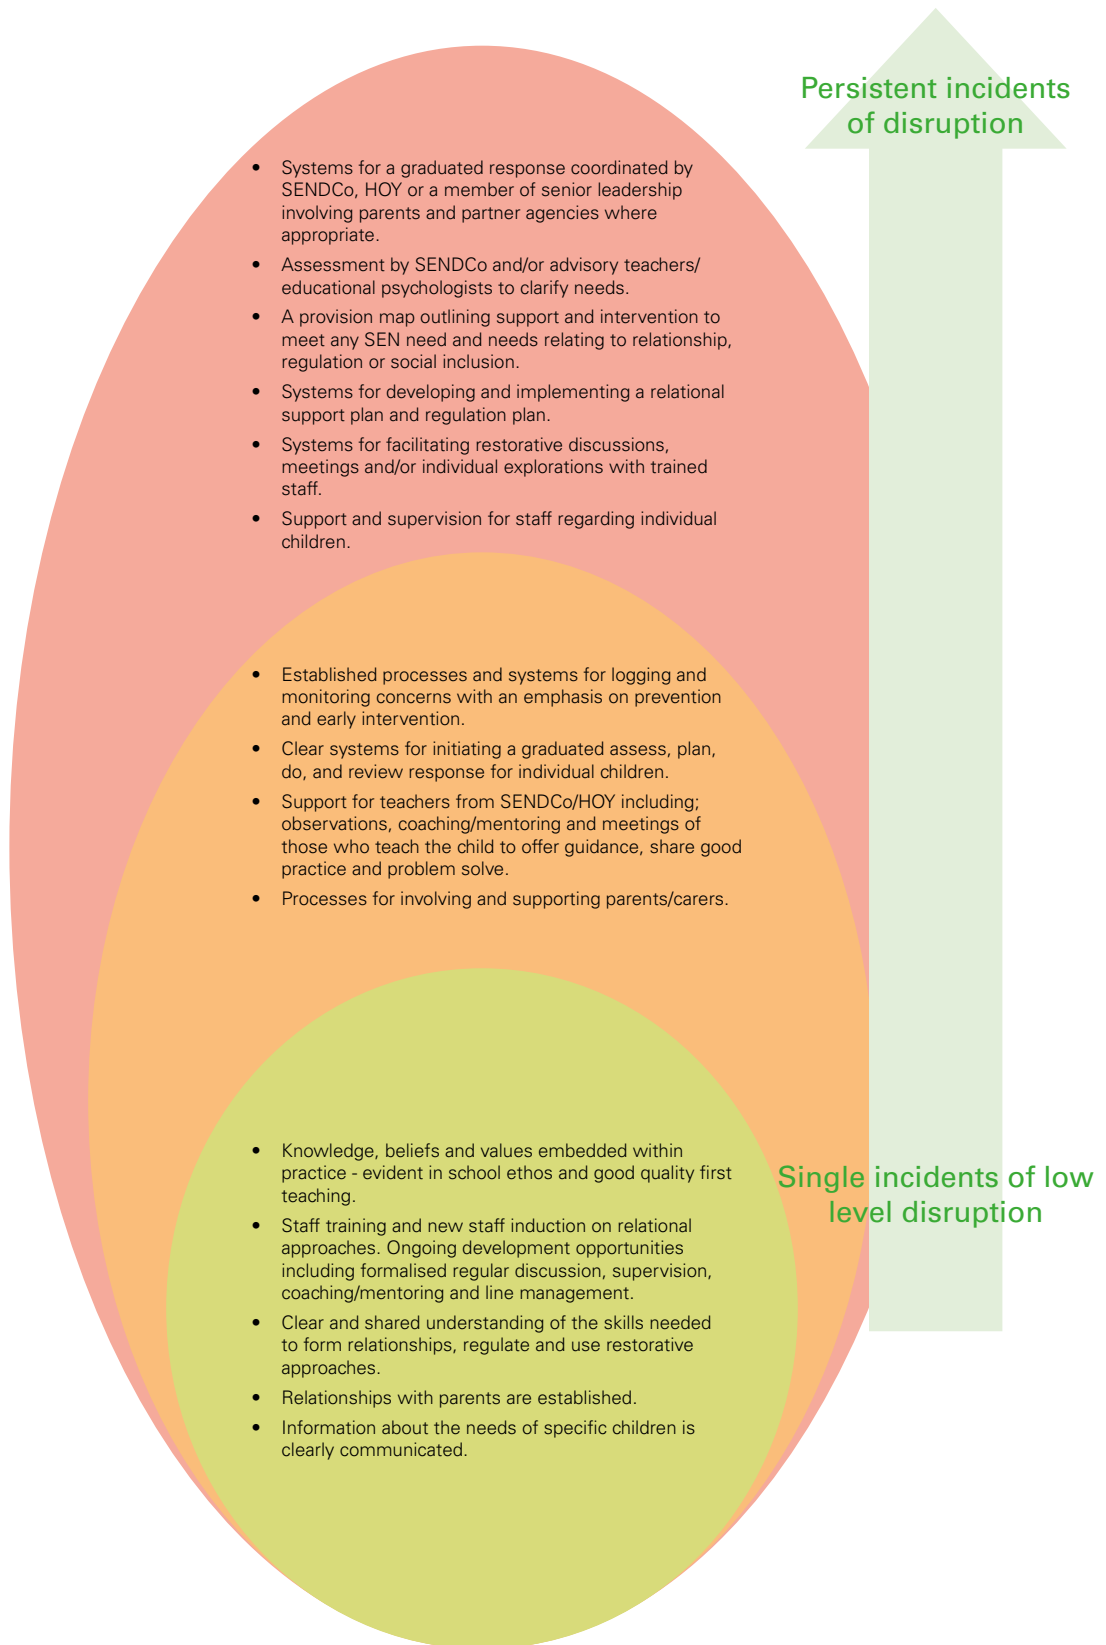 Persistent incidents
of disruption
• Systems for a graduated response coordinated by
SENDCo, HOY or a member of senior leadership
involving parents and partner agencies where
appropriate.
• Assessment by SENDCo and/or advisory teachers/
educational psychologists to clarify needs.
• A provision map outlining support and intervention to
meet any SEN need and needs relating to relationship,
regulation or social inclusion.
• Systems for developing and implementing a relational
support plan and regulation plan.
• Systems for facilitating restorative discussions,
meetings and/or individual explorations with trained
staff.
• Support and supervision for staff regarding individual
children.
• Established processes and systems for logging and
monitoring concerns with an emphasis on prevention
and early intervention.
• Clear systems for initiating a graduated assess, plan,
do, and review response for individual children.
• Support for teachers from SENDCo/HOY including;
observations, coaching/mentoring and meetings of
those who teach the child to offer guidance, share good
practice and problem solve.
• Processes for involving and supporting parents/carers.
• Knowledge, beliefs and values embedded within
practice - evident in school ethos and good quality first
teaching.
• Staff training and new staff induction on relational
approaches. Ongoing development opportunities
including formalised regular discussion, supervision,
coaching/mentoring and line management.
• Clear and shared understanding of the skills needed
to form relationships, regulate and use restorative
approaches.
• Relationships with parents are established.
• Information about the needs of specific children is
clearly communicated.
Single incidents of low
level disruption